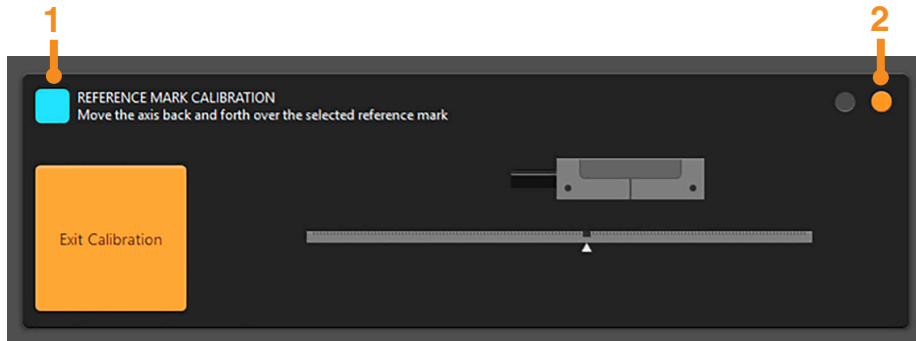 1
2
REFERENCE MARK CALIBRATION
Move the axis back and forth over the selected reference mark
Exit Calibration